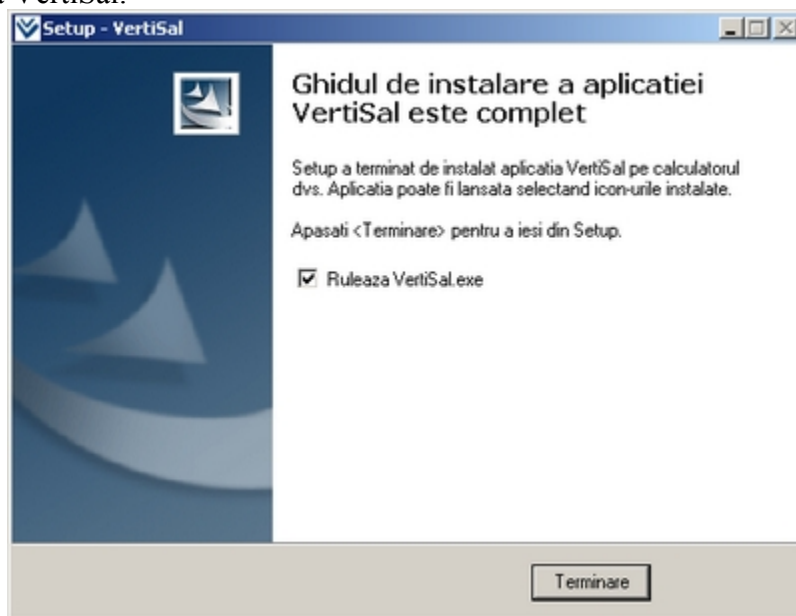 VertiSal.
Setup - VertiSal
Ghidul de instalare a aplicatiei
VertiSal este complet
Setup a terminat de instalat aplicatia VertiSal pe calculatorul
dvs. Aplicatia poate fi lansata selectand icon-urile instalate.
Apasati <Terminare> pentru a iesi din Setup.
Ruleaza VertiSal.exe
Terminare